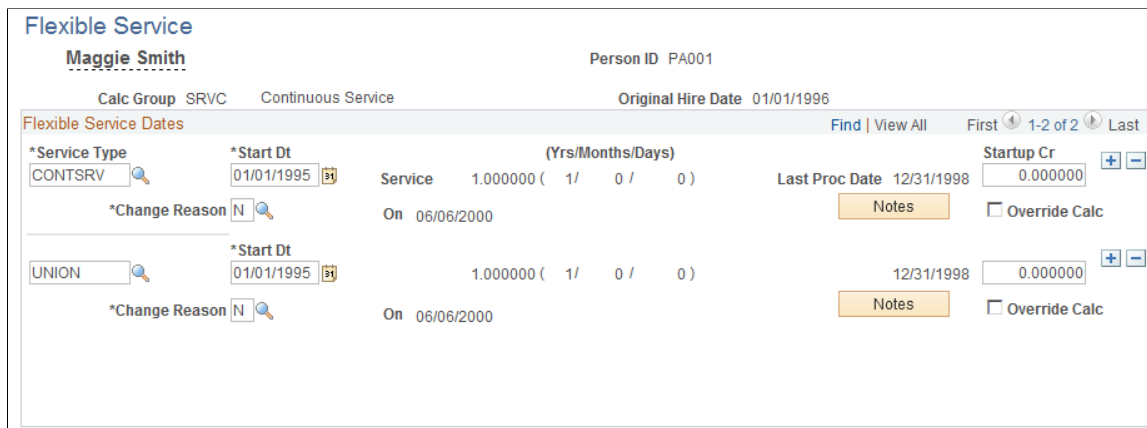 Flexible Service
Maggie Smith Person ID PA001
Calc Group SRVC Continuous Service Original Hire Date 01/01/1996
Flexible Service Dates Find | View All First 1-2 of 2 Last
*Service Type *Start Dt (Yrs/Months/Days) Startup Cr
CONTSRV 01/01/1995 31 Service 1.000000 ( 1/ 0 / 0 ) Last Proc Date 12/31/1998 0.000000 + -
*Change Reason N On 06/06/2000 Notes Override Calc
*Start Dt
UNION 01/01/1995 31 1.000000 ( 1/ 0 / 0 ) 12/31/1998 0.000000 + -
*Change Reason N On 06/06/2000 Notes Override Calc